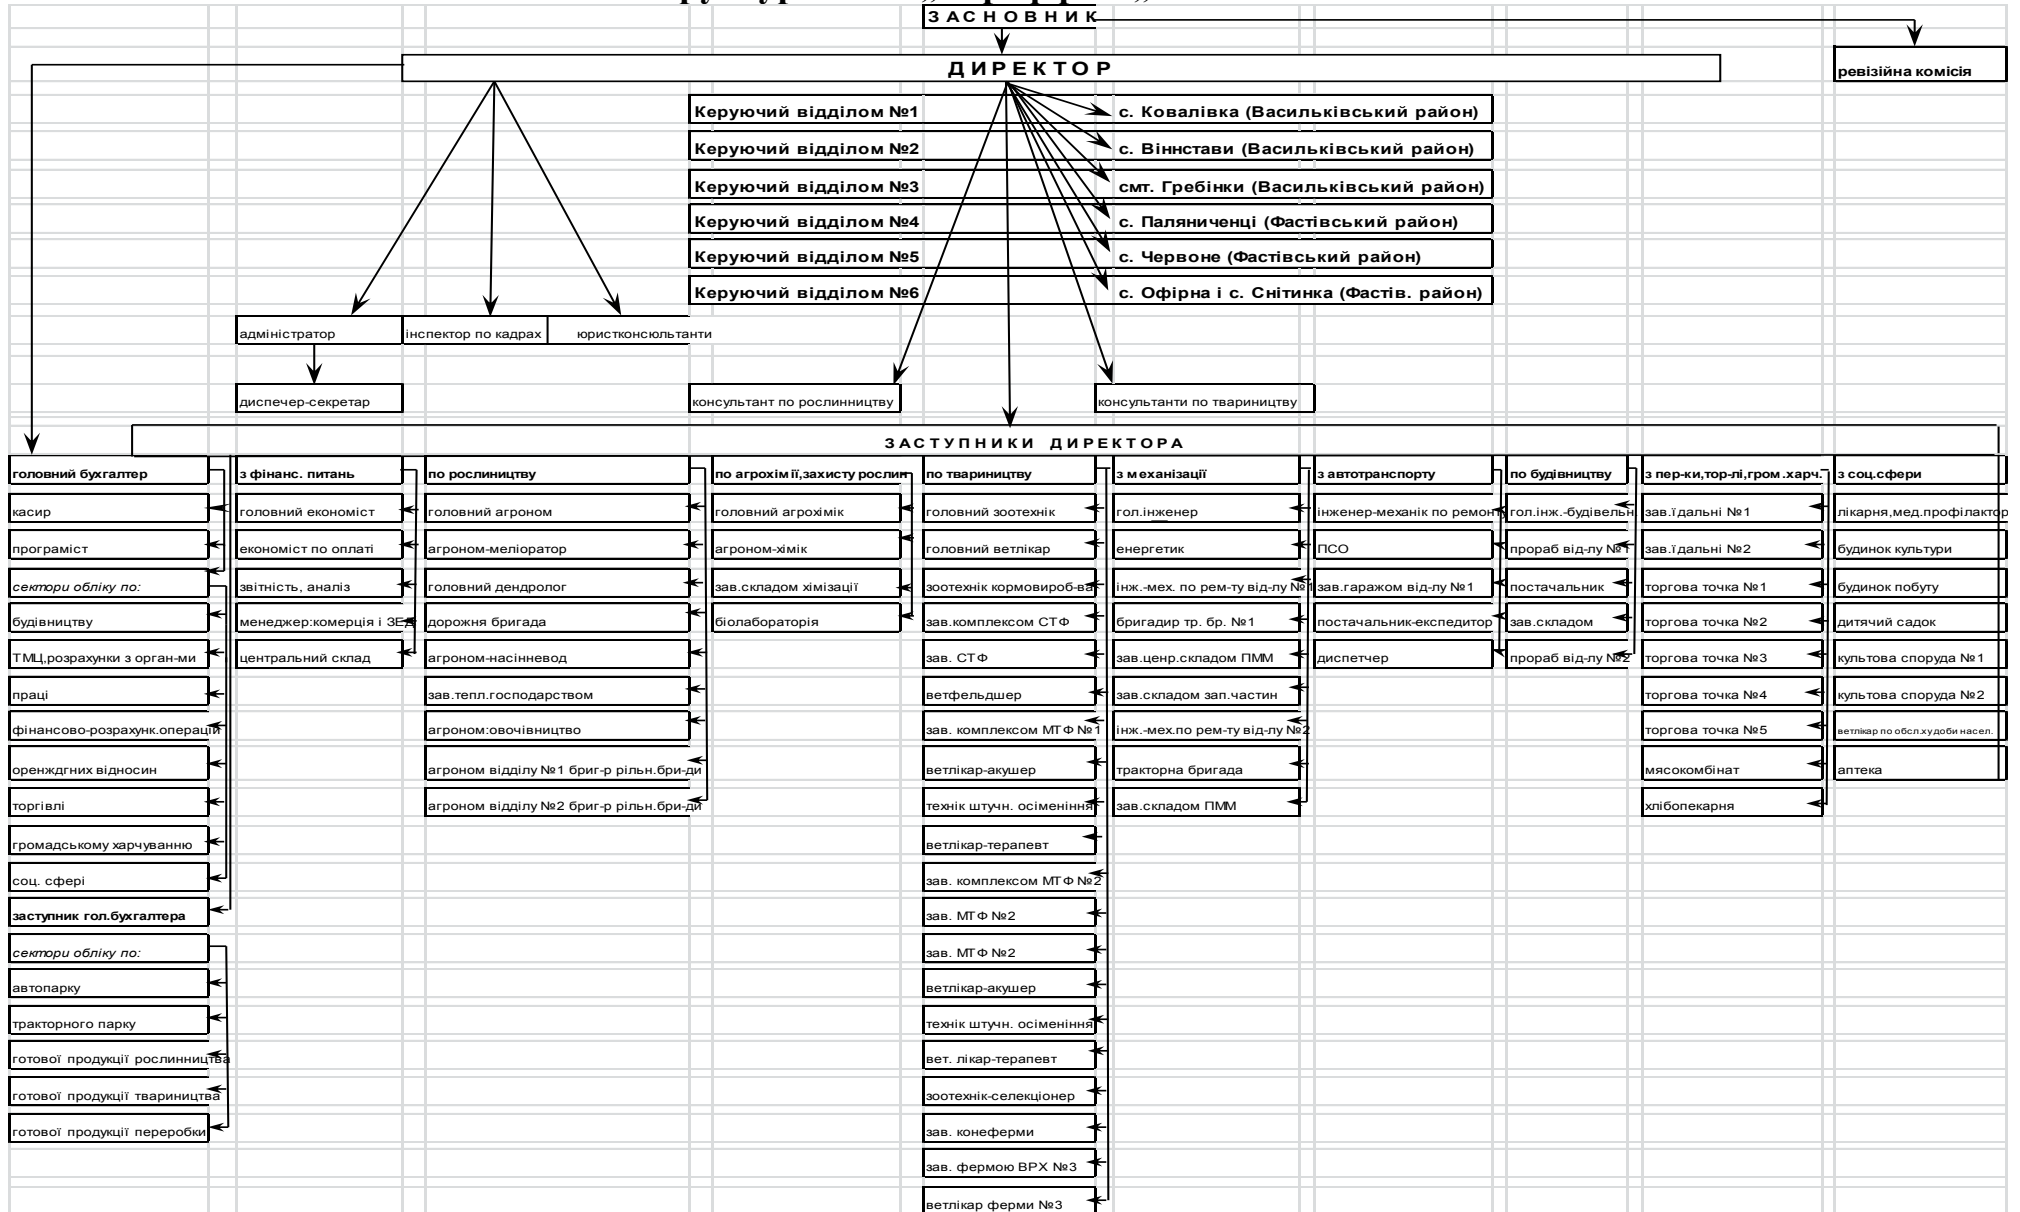 ЗАСНОВНИК
ДИРЕКТОР
ревізійна комісія
Керуючий відділом №1 с. Ковалівка (Васильківський район)
Керуючий відділом №2 с. Віннстави (Васильківський район)
Керуючий відділом №3 смт. Гребінки (Васильківський район)
Керуючий відділом №4 с. Паляниченці (Фастівський район)
Керуючий відділом №5 с. Червоне (Фастівський район)
Керуючий відділом №6 с. Офірна і с. Снітинка (Фастів. район)
адміністратор
інспектор по кадрах
юристконсюльтанти
диспечер-секретар
консультант по рослинництву
консультанти по твариництву
ЗАСТУПНИКИ ДИРЕКТОРА
головний бухгалтер
касир
програміст
сектори обліку по:
будівництву
ТМЦ,розрахунки з орган-ми
праці
фінансово-розрахунк.операцій
оренждгних відносин
торгівлі
громадському харчуванню
соц. сфері
заступник гол.бухгалтера
сектори обліку по:
автопарку
тракторного парку
готової продукції рослинництва
готової продукції твариництва
готової продукції переробки
з фінанс. питань
головний економіст
економіст по оплаті
звітність, аналіз
менеджер:комерція і ЗЕД
центральний склад
по рослиництву
головний агроном
агроном-меліоратор
головний дендролог
дорожня бригада
агроном-насінневод
зав.тепл.господарством
агроном:овочівництво
агроном відділу №1 бриг-р рільн.бри-ди
агроном відділу №2 бриг-р рільн.бри-ди
по агрохімії,захисту рослин
головний агрохімік
агроном-хімік
зав.складом хімізації
біолабораторія
по твариництву
головний зоотехнік
головний ветлікар
зоотехнік кормовироб-ва
зав.комплексом СТФ
зав. СТФ
ветфельдшер
зав. комплексом МТФ №1
ветлікар-акушер
технік штучн. осіменіння
ветлікар-терапевт
зав. комплексом МТФ №2
зав. МТФ №2
зав. МТФ №2
ветлікар-акушер
технік штучн. осіменіння
вет. лікар-терапевт
зоотехнік-селекціонер
зав. конеферми
зав. фермою ВРХ №3
ветлікар ферми №3
з механізації
гол.інженер
енергетик
інж.-мех. по рем-ту від-лу №1
бригадир тр. бр. №1
зав.ценр.складом ПММ
зав.складом зап.частин
інж.-мех.по рем-ту від-лу №2
тракторна бригада
зав.складом ПММ
з автотранспорту
інженер-механік по ремонту
ПСО
зав.гаражом від-лу №1
постачальник-експедитор
диспетчер
по будівництву
гол.інж.-будівельн
прораб від-лу №1
постачальник
зав.складом
прораб від-лу №2
з пер-ки,тор-лі,гром.харч.
зав.їдальні №1
зав.їдальні №2
торгова точка №1
торгова точка №2
торгова точка №3
торгова точка №4
торгова точка №5
мясокомбінат
хлібопекарня
з соц.сфери
лікарня,мед.профілактор
будинок культури
будинок побуту
дитячий садок
культова споруда №1
культова споруда №2
ветлікар по обсл.худоби насел.
аптека